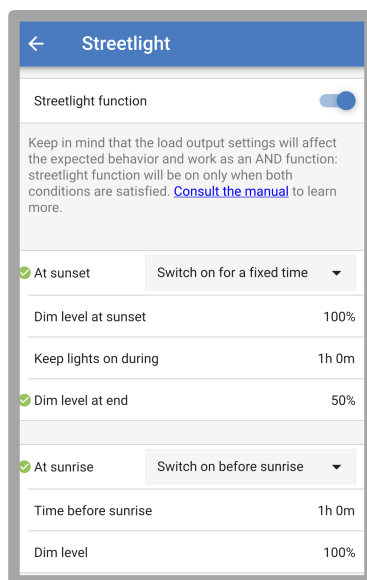 Streetlight
Streetlight function
Keep in mind that the load output settings will affect
the expected behavior and work as an AND function:
streetlight function will be on only when both
conditions are satisfied. Consult the manual to learn
more.
At sunset Switch on for a fixed time
Dim level at sunset 100%
Keep lights on during 1h 0m
Dim level at end 50%
At sunrise Switch on before sunrise
Time before sunrise 1h 0m
Dim level 100%